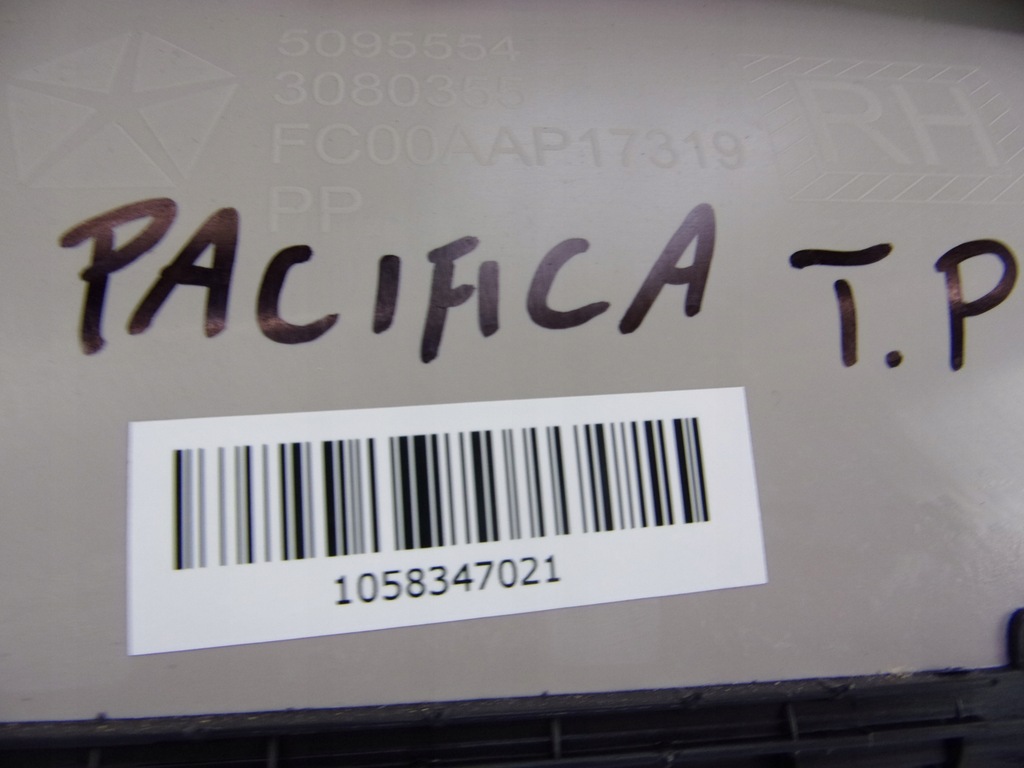 5095554
3080355
FC00AAP17319
PP
RH
PACIFICA T.P
1058347021